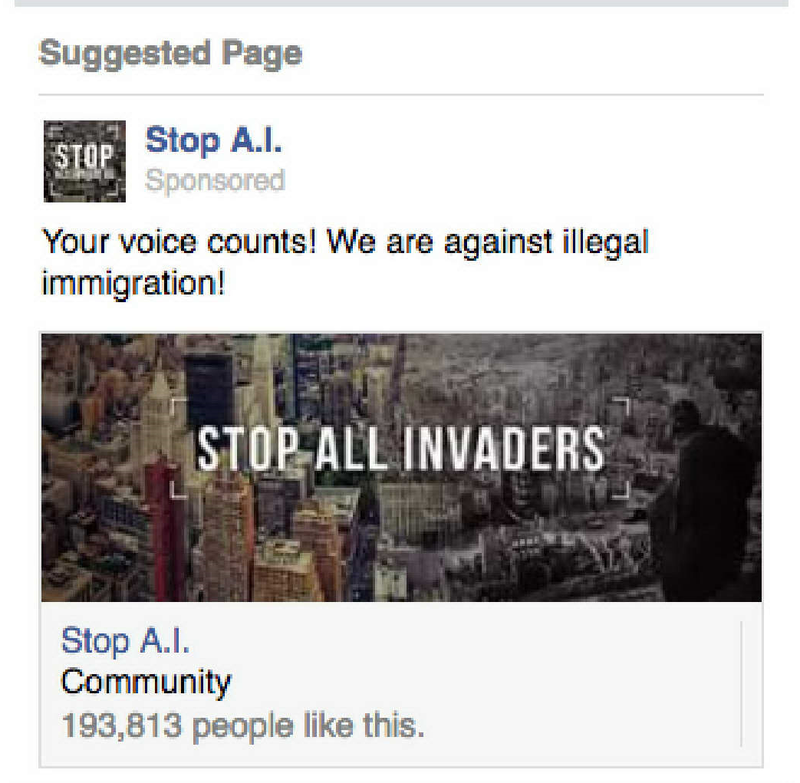 Suggested Page
STOP
Stop A.I.
Sponsored
Your voice counts! We are against illegal
immigration!
STOP ALL INVADERS
Stop A.I.
Community
193,813 people like this.